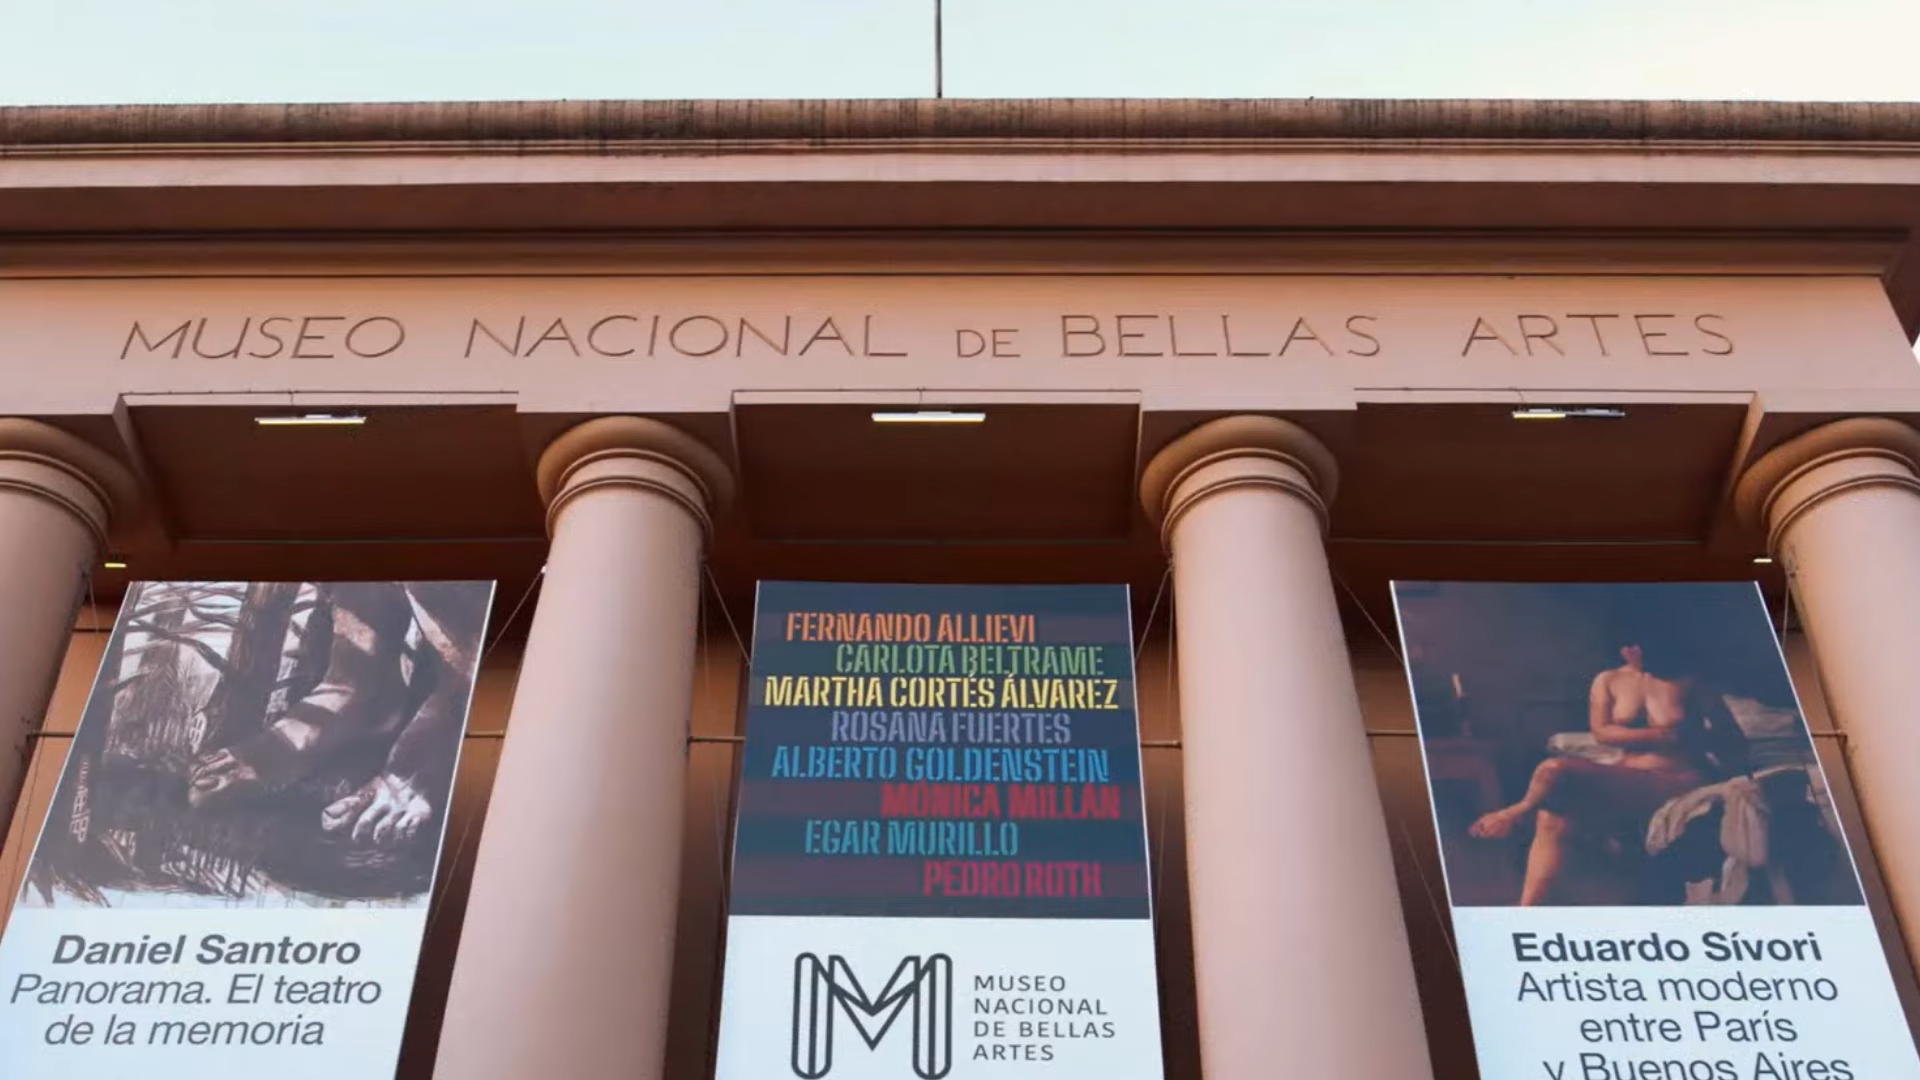 MUSEO NACIONAL DE BELLAS ARTES
Daniel Santoro
Panorama. El teatro
de la memoria
FERNANDO ALLIEVI
CARLOTA BELTRAME
MARTHA CORTÉS ÁLVAREZ
ROSANA FUERTES
ALBERTO GOLDENSTEIN
MÓNICA MILLÁN
EGAR MURILLO
PEDRO ROTH
MUSEO
NACIONAL
DE BELLAS
ARTES
Eduardo Sívori
Artista moderno
entre París
y Buenos Aires